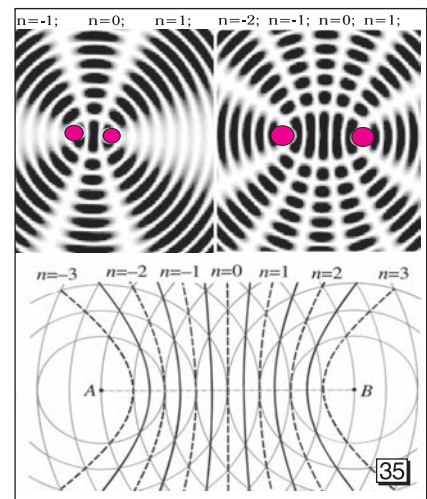 n=-1; n=0; n=1; n=-2; n=-1; n=0; n=1;
n=-3 n=-2 n=-1 n=0 n=1 n=2 n=3
A B
35